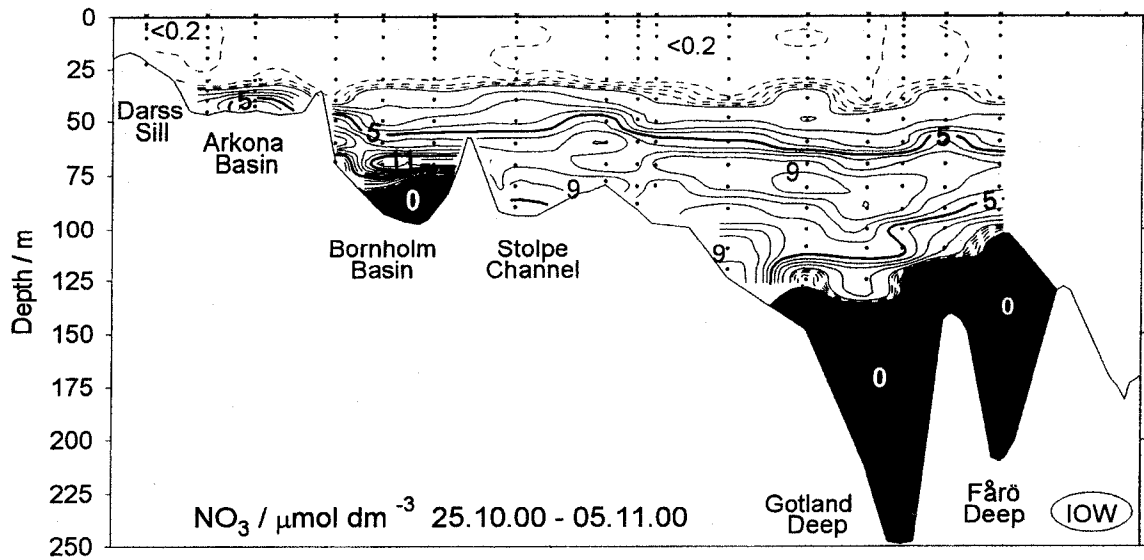 0
<0.2
<0.2
25
Darss
Sill
5
Arkona
Basin
50
5
5
11
75
0
9
9
5
Bornholm
Basin
Stolpe
Channel
100
9
125
Depth / m
0
150
175
0
200
225
Gotland
Deep
Fårö
Deep
NO3 / μmol dm -3 25.10.00 - 05.11.00
IOW
250